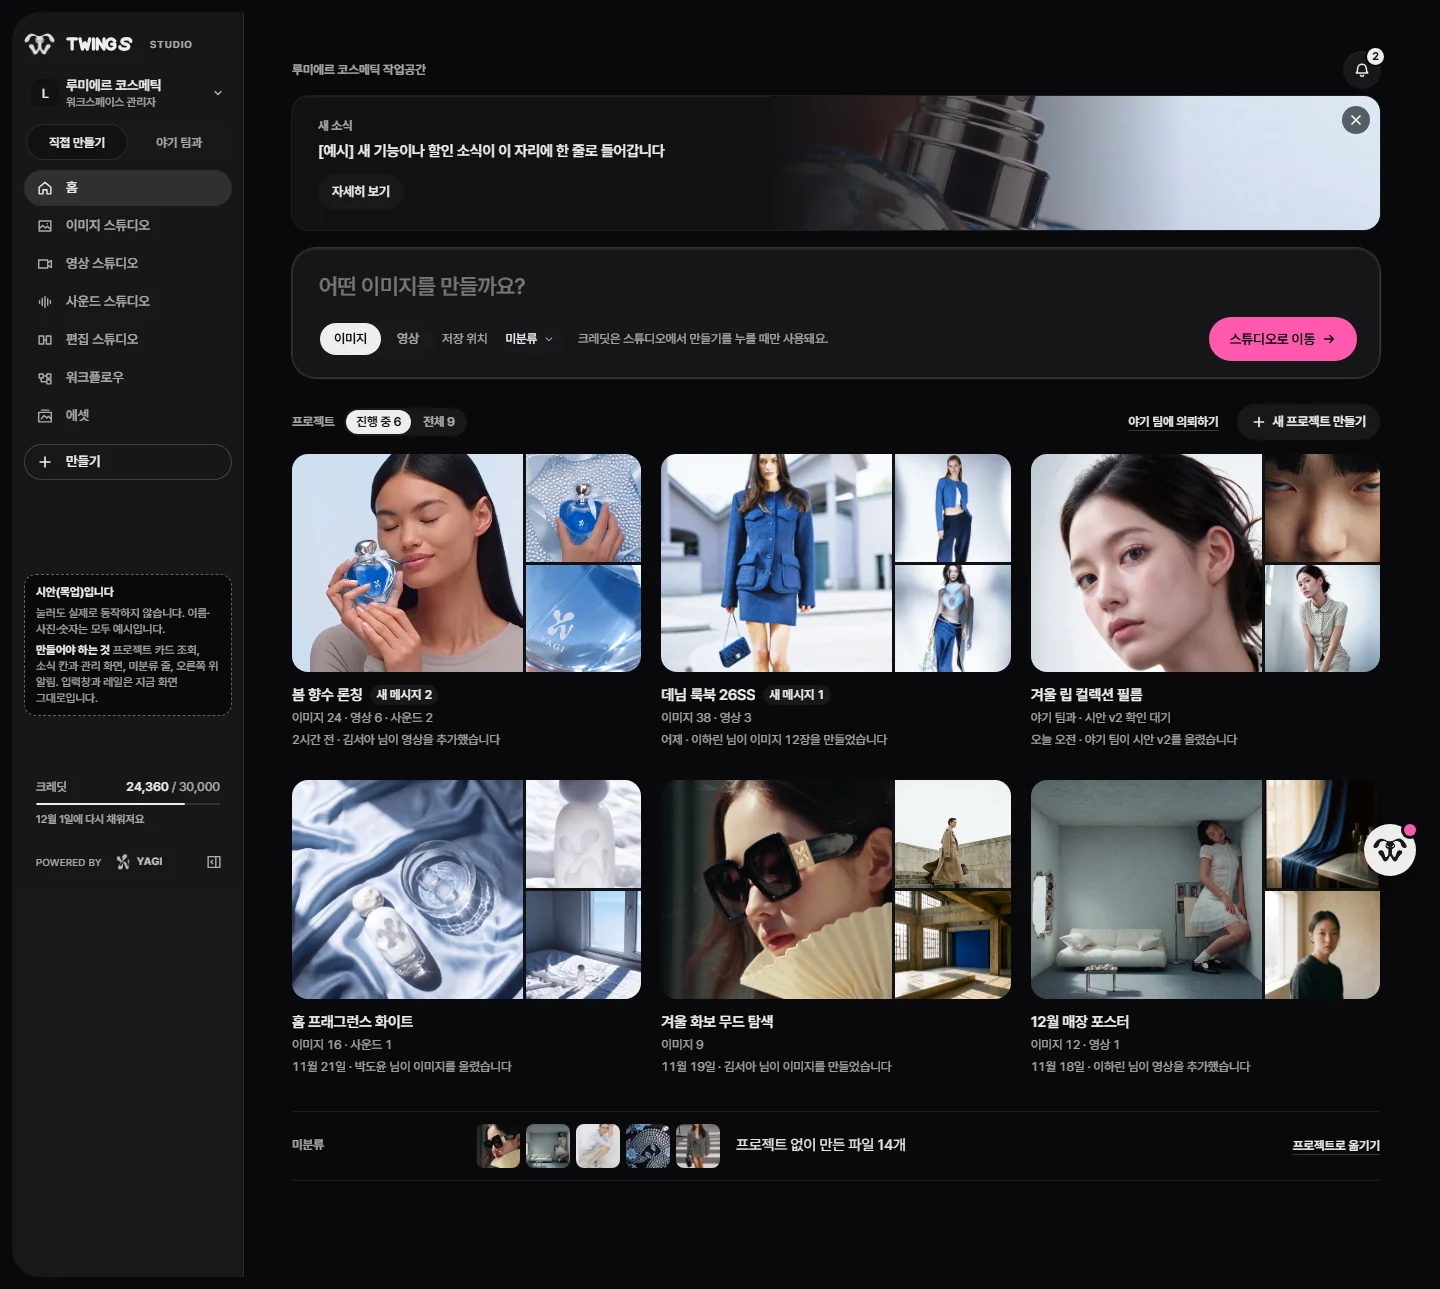 TWINGS STUDIO
L
루미에르 코스메틱
워크스페이스 관리자
직접 만들기
야기 팀과
홈
이미지 스튜디오
영상 스튜디오
사운드 스튜디오
편집 스튜디오
워크플로우
에셋
만들기
시안(목업)입니다
눌러도 실제로 동작하지 않습니다. 이름·
사진·숫자는 모두 예시입니다.
만들어야 하는 것 프로젝트 카드 조회,
소식 칸과 관리 화면, 미분류 줄, 오른쪽 위
알림. 입력창과 레일은 지금 화면
그대로입니다.
크레딧 24,360 / 30,000
12월 1일에 다시 채워져요
POWERED BY YAGI
루미에르 코스메틱 작업공간
2
새 소식
[예시] 새 기능이나 할인 소식이 이 자리에 한 줄로 들어갑니다
자세히 보기
어떤 이미지를 만들까요?
이미지 영상 저장 위치 미분류 크레딧은 스튜디오에서 만들기를 누를 때만 사용돼요.
스튜디오로 이동
프로젝트 진행 중 6 전체 9
야기 팀에 의뢰하기
새 프로젝트 만들기
YAGI
봄 향수 론칭 새 메시지 2
이미지 24 · 영상 6 · 사운드 2
2시간 전 · 김서아 님이 영상을 추가했습니다
데님 룩북 26SS 새 메시지 1
이미지 38 · 영상 3
어제 · 이하린 님이 이미지 12장을 만들었습니다
겨울 립 컬렉션 필름
야기 팀과 · 시안 v2 확인 대기
오늘 오전 · 야기 팀이 시안 v2를 올렸습니다
홈 프래그런스 화이트
이미지 16 · 사운드 1
11월 21일 · 박도윤 님이 이미지를 올렸습니다
겨울 화보 무드 탐색
이미지 9
11월 19일 · 김서아 님이 이미지를 만들었습니다
12월 매장 포스터
이미지 12 · 영상 1
11월 18일 · 이하린 님이 영상을 추가했습니다
미분류
프로젝트 없이 만든 파일 14개
프로젝트로 옮기기